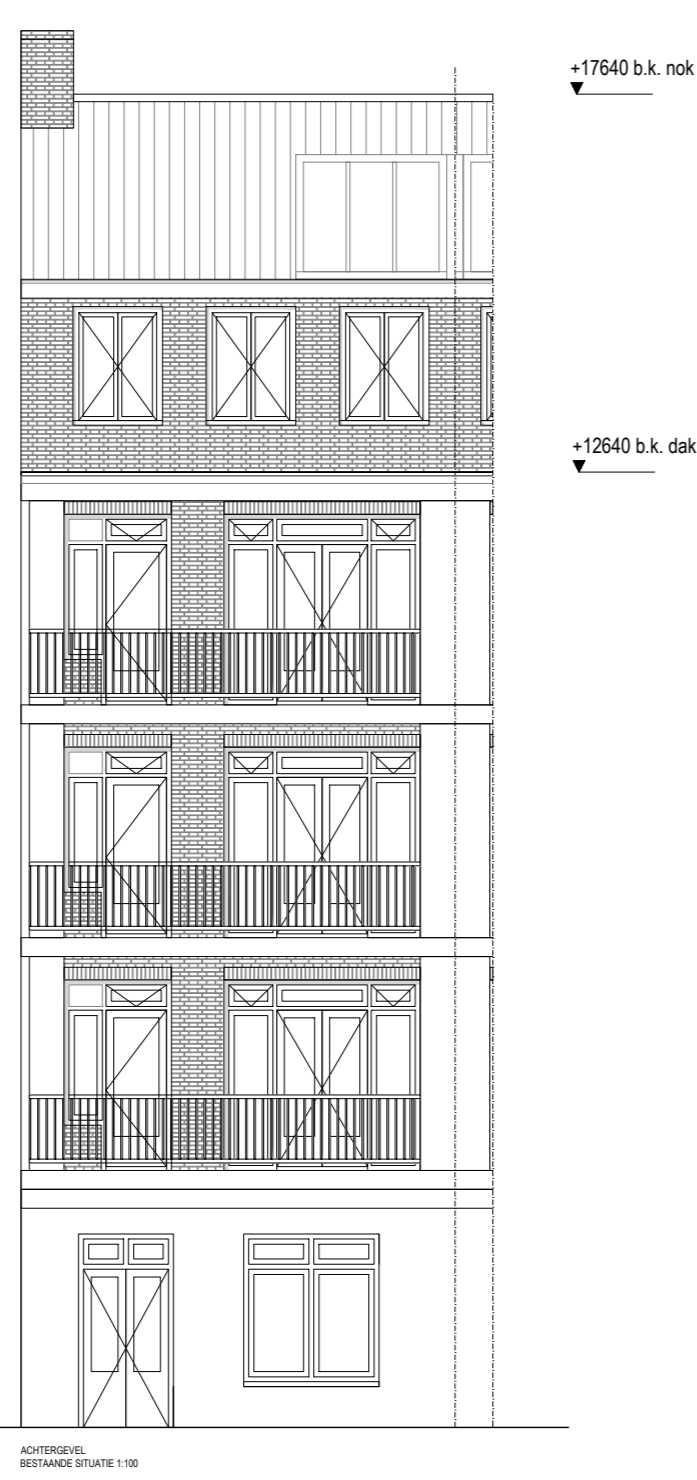 +17640 b.k. nok
+12640 b.k. dak
ACHTERGEVEL
BESTAANDE SITUATIE 1:100